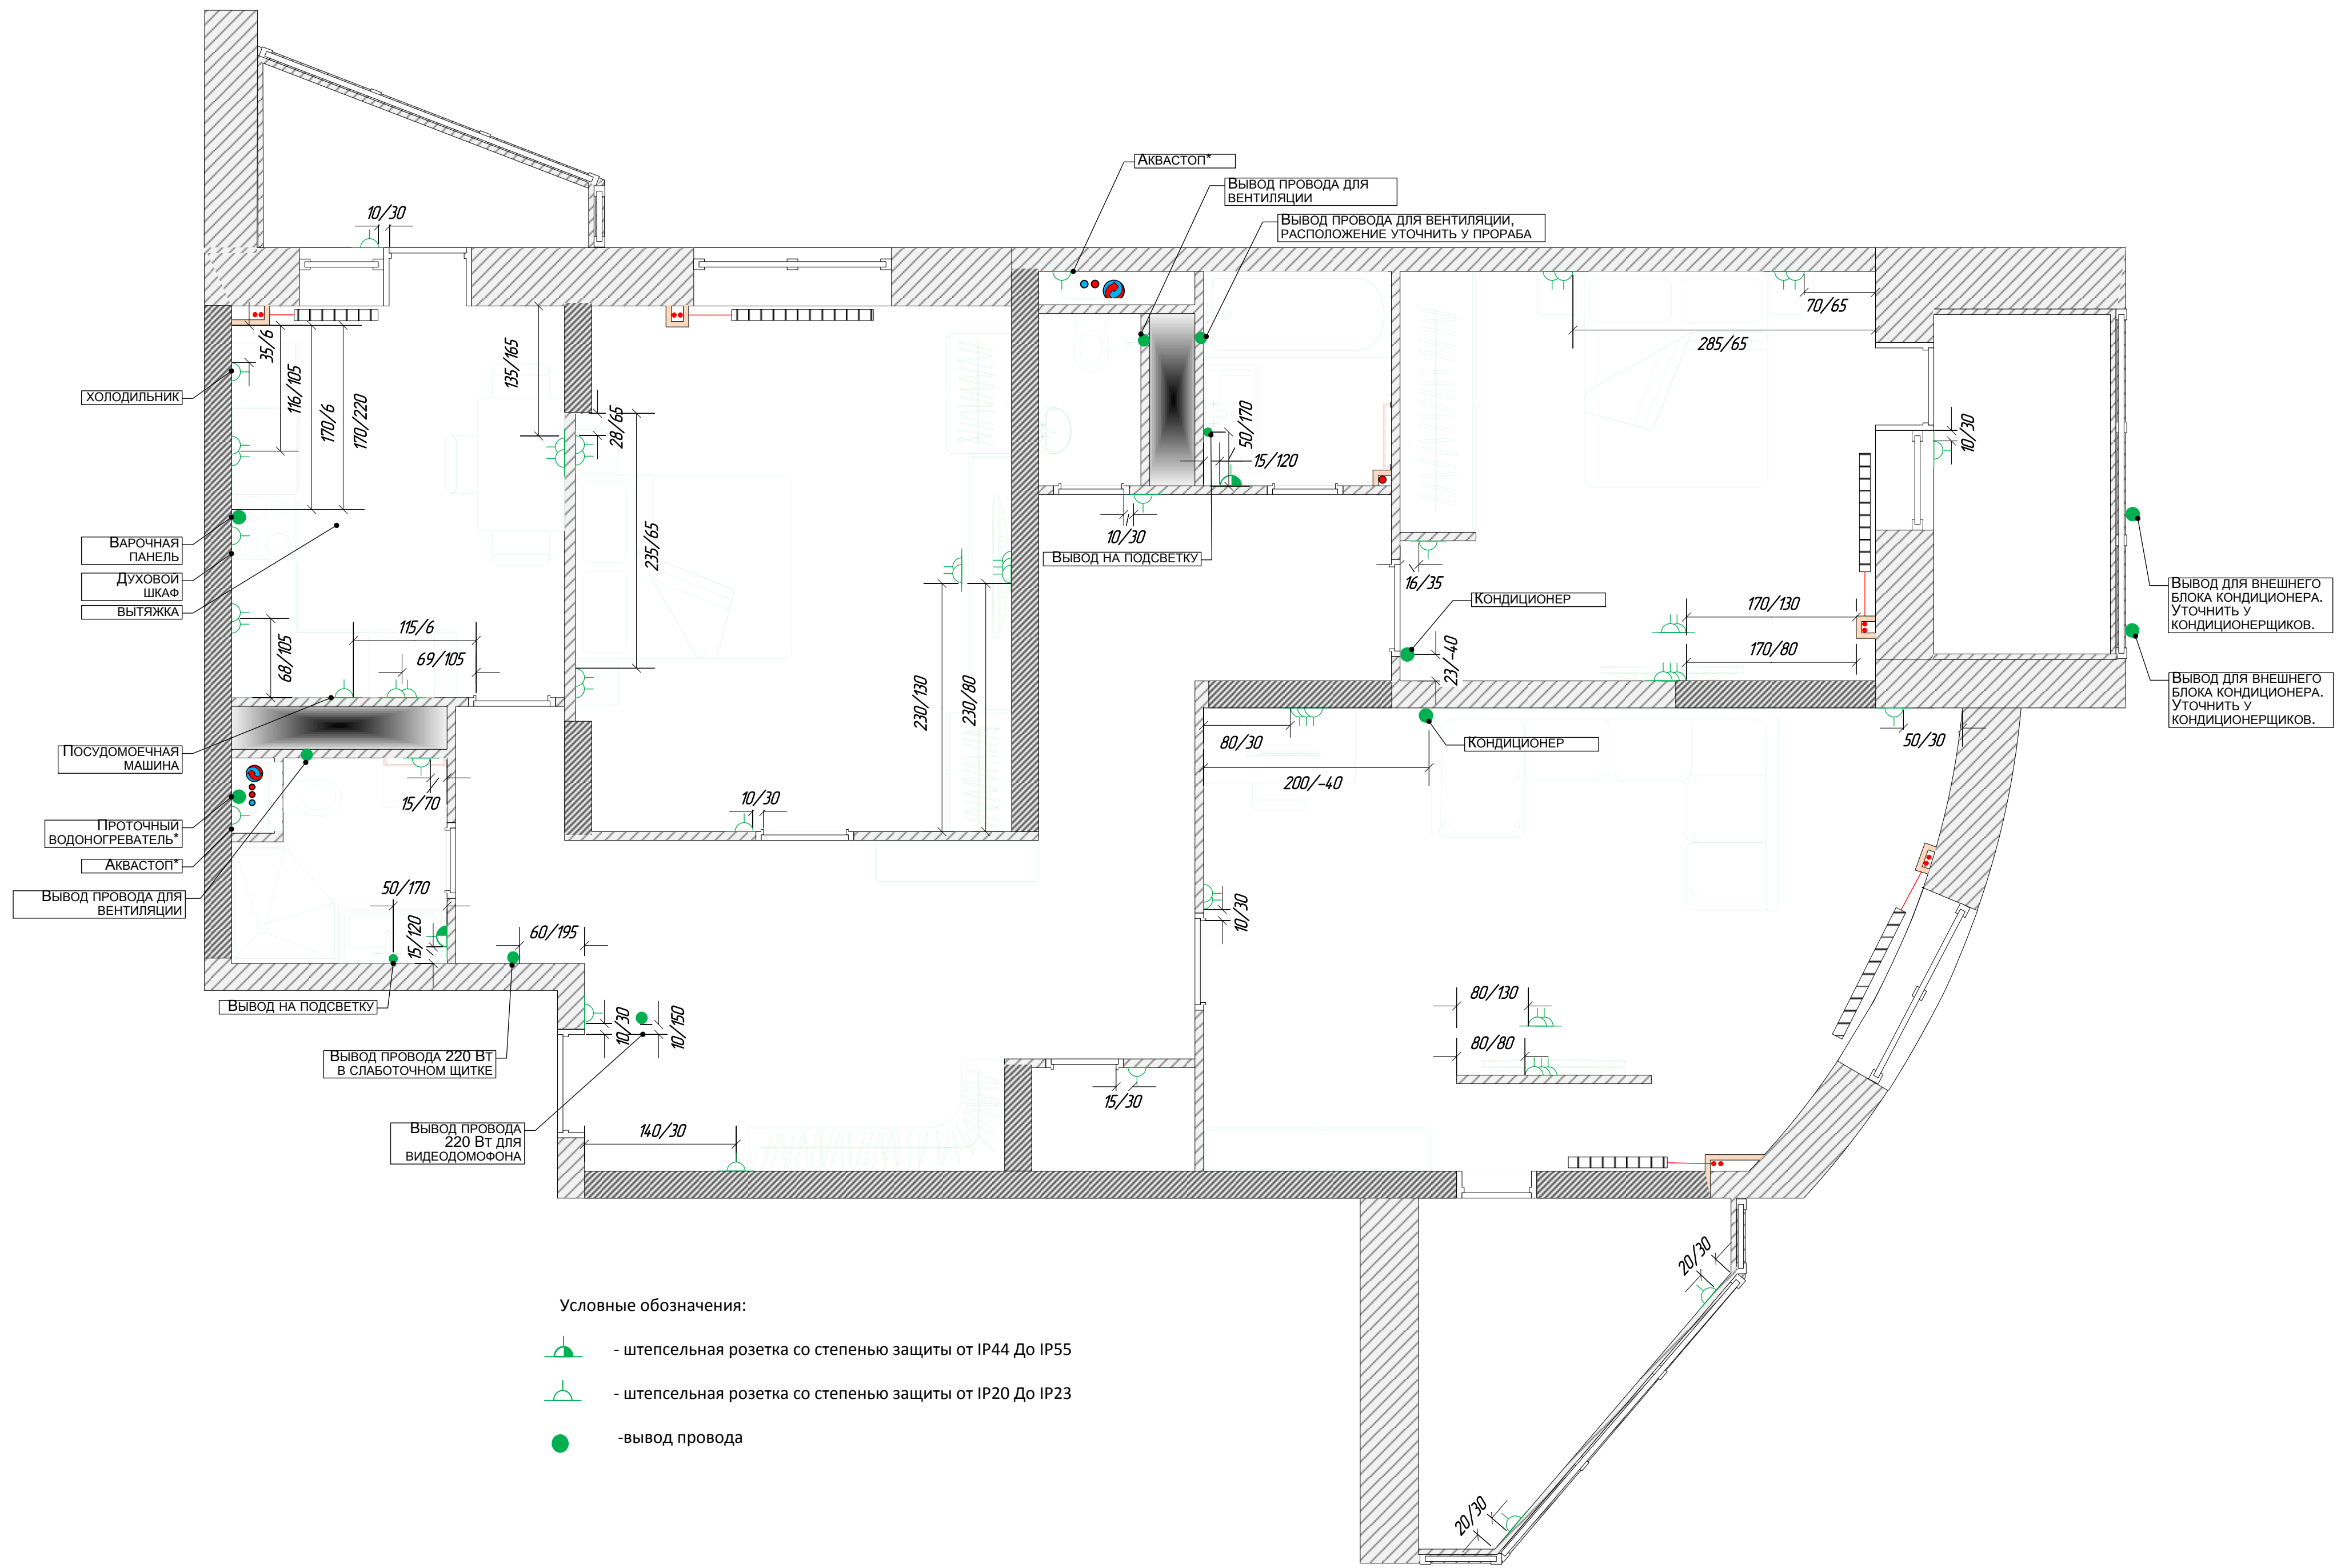 10/30
Аквастоп*
Вывод провода для
вентиляции
Вывод провода для вентиляции,
расположение уточнить у прораба
35/6
116/105
170/6
170/220
135/165
28/65
235/65
холодильник
Варочная
панель
Духовой
шкаф
вытяжка
68/105
115/6
69/105
230/130
230/80
10/30
50/170
15/120
10/30
Вывод на подсветку
70/65
285/65
10/30
16/35
Кондиционер
23/-40
170/130
170/80
Вывод для внешнего
блока кондиционера.
Уточнить у
кондиционерщиков.
Вывод для внешнего
блока кондиционера.
Уточнить у
кондиционерщиков.
Посудомоечная
машина
15/70
Проточный
водоногреватель*
Аквастоп*
Вывод провода для
вентиляции
50/170
15/120
60/195
Вывод на подсветку
80/30
Кондиционер
200/-40
50/30
10/30
10/30
10/150
Вывод провода 220 Вт
в слаботочном щитке
Вывод провода
220 Вт для
видеодомофона
140/30
15/30
80/130
80/80
20/30
20/30
Условные обозначения:
- штепсельная розетка со степенью защиты от IP44 До IP55
- штепсельная розетка со степенью защиты от IP20 До IP23
-вывод провода